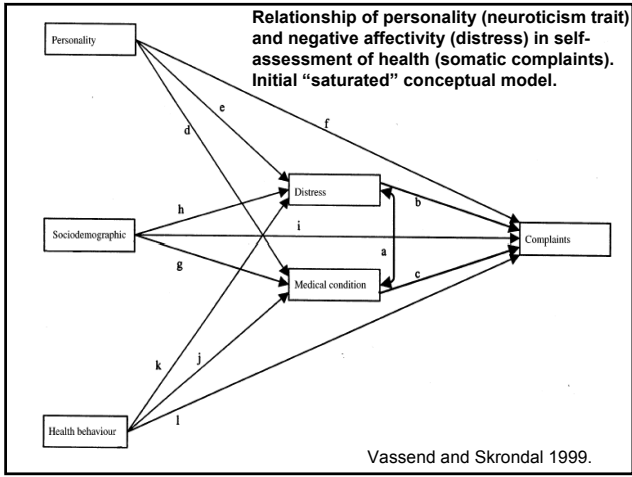 Relationship of personality (neuroticism trait)
and negative affectivity (distress) in self-
assessment of health (somatic complaints).
Initial “saturated” conceptual model.
Personality
e
f
d
Distress
h
b
i
Sociodemographic
Complaints
a
g
c
Medical condition
k
j
l
Health behaviour
Vassend and Skrondal 1999.